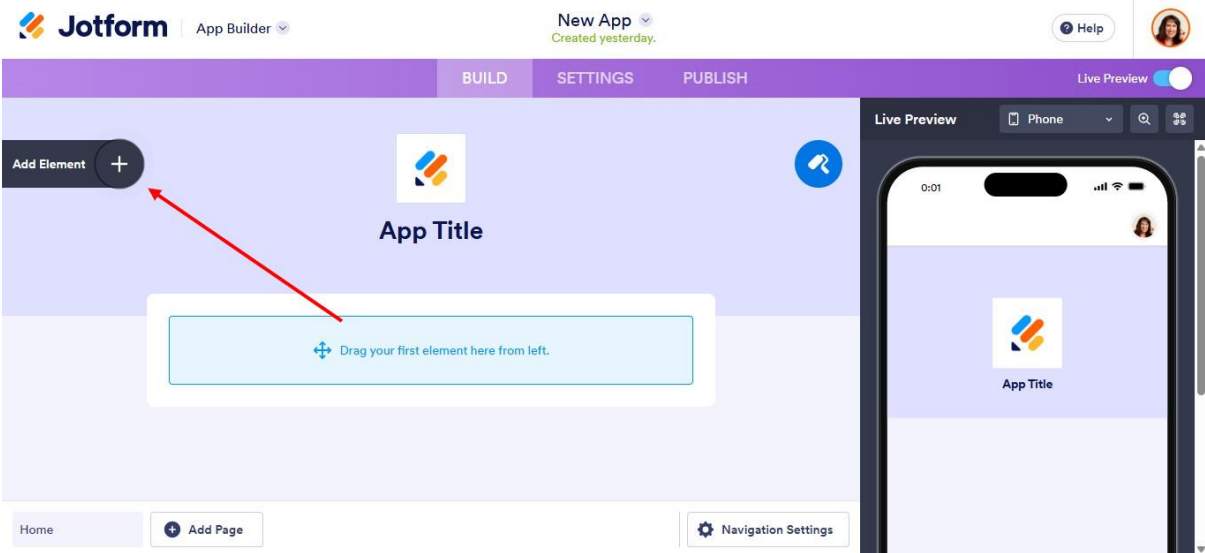 Jotform
App Builder
New App
Created yesterday.
Help
BUILD
SETTINGS
PUBLISH
Live Preview
Live Preview
Phone
Add Element
App Title
Drag your first element here from left.
0:01
App Title
Home
Add Page
Navigation Settings